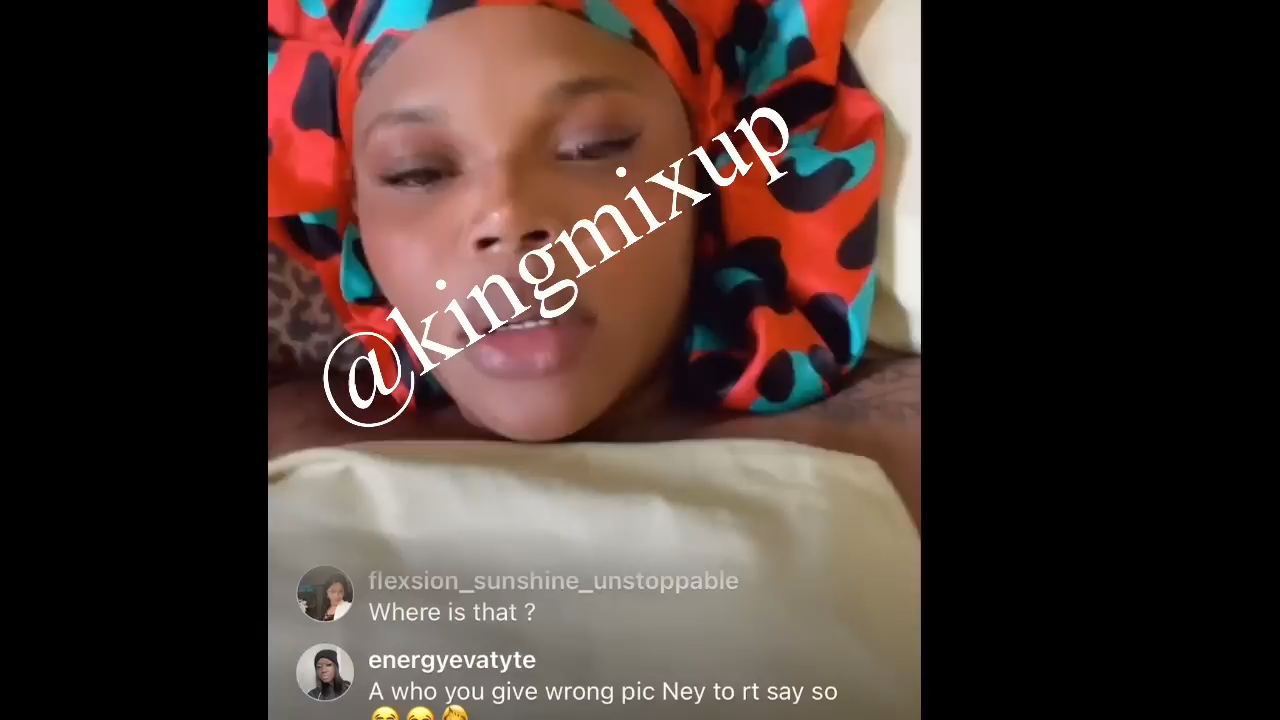 @kingmixup
flexsion_sunshine_unstoppable
Where is that ?
energyevatyte
A who you give wrong pic Ney to rt say so